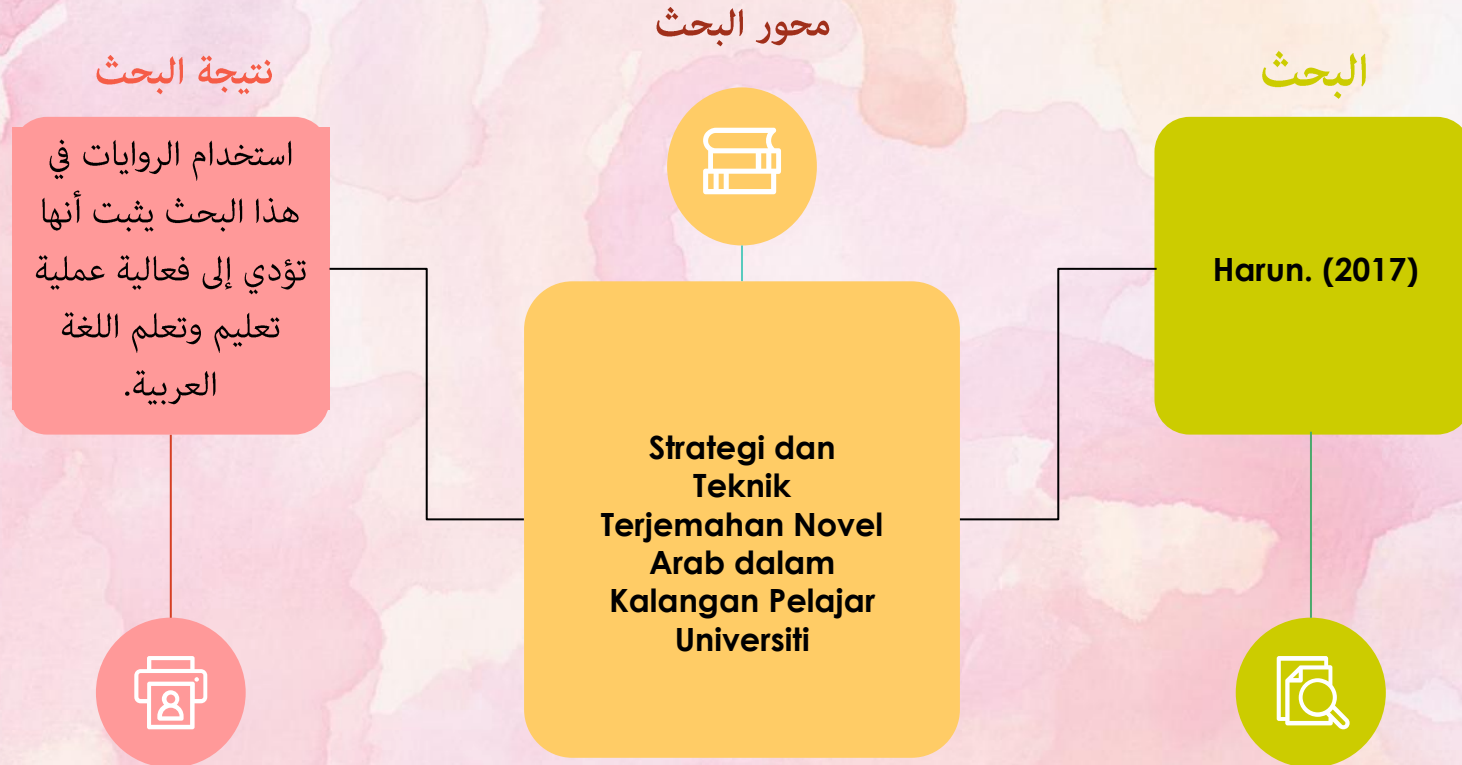 محور البحث
البحث
Harun. (2017)
Strategi dan
Teknik
Terjemahan Novel
Arab dalam
Kalangan Pelajar
Universiti
نتيجة البحث
استخدام الروايات في
هذا البحث يثبت أنها
تؤدي إلى فعالية عملية
تعليم وتعلم اللغة
العربية.